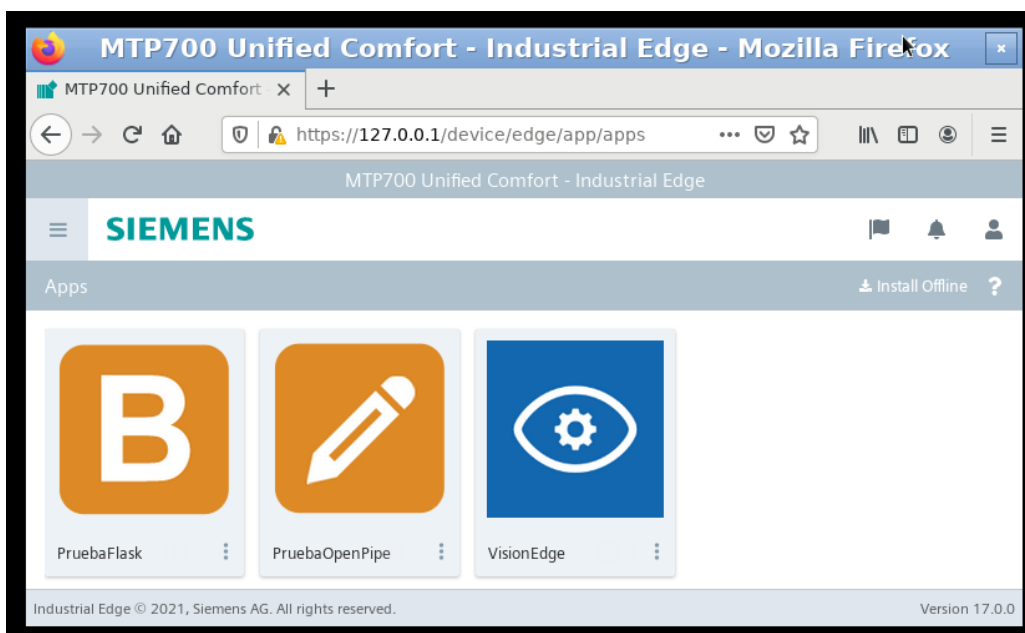 MTP700 Unified Comfort - Industrial Edge - Mozilla Firefox
MTP700 Unified Comfort -
https://127.0.0.1/device/edge/app/apps
MTP700 Unified Comfort - Industrial Edge
SIEMENS
Apps
Install Offline ?
B
PruebaFlask
PruebaOpenPipe
VisionEdge
Industrial Edge © 2021, Siemens AG. All rights reserved.
Version 17.0.0